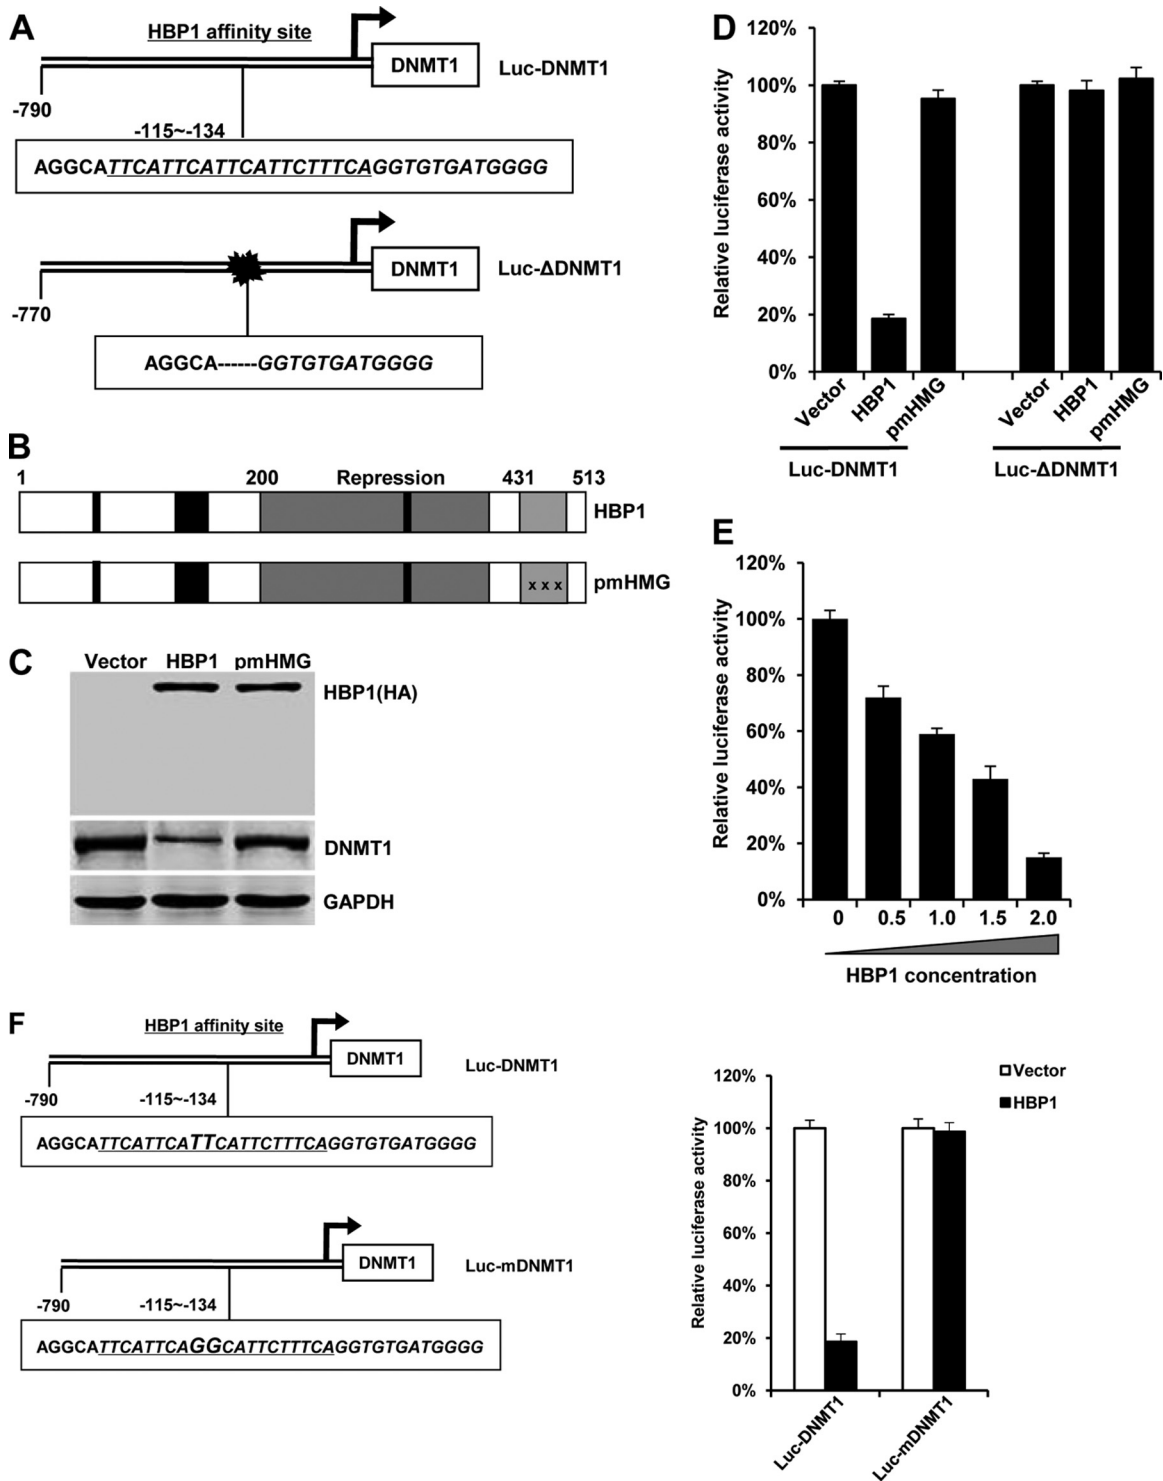 A
HBP1 affinity site
DNMT1
Luc-DNMT1
-790
-115~-134
AGGCATTCATTCATTCATTCTTTCAGGTGTGATGGGG
DNMT1
Luc-ΔDNMT1
-770
AGGCA------GGTGTGATGGGG
B
1 200 Repression 431 513
HBP1
x x x
pmHMG
C
Vector HBP1 pmHMG
HBP1(HA)
DNMT1
GAPDH
D
Relative luciferase activity
120%
100%
80%
60%
40%
20%
0%
Vector HBP1 pmHMG Vector HBP1 pmHMG
Luc-DNMT1 Luc-ΔDNMT1
E
Relative luciferase activity
120%
100%
80%
60%
40%
20%
0%
0 0.5 1.0 1.5 2.0
HBP1 concentration
F
HBP1 affinity site
DNMT1
Luc-DNMT1
-790
-115~-134
AGGCATTCATTCATTCATTCTTTCAGGTGTGATGGGG
DNMT1
Luc-mDNMT1
-790
-115~-134
AGGCATTCATTCAGGCATTCTTTCAGGTGTGATGGGG
Relative luciferase activity
120%
100%
80%
60%
40%
20%
0%
Vector
HBP1
Luc-DNMT1 Luc-mDNMT1